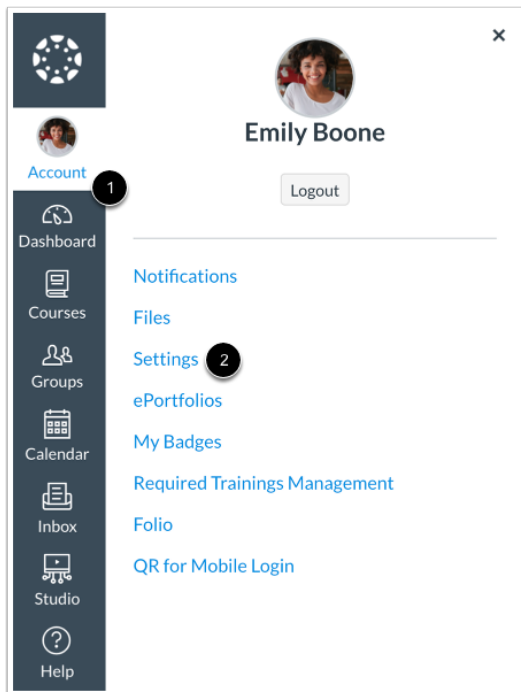 Account
1
Dashboard
Courses
Groups
Calendar
Inbox
Studio
Help
×
Emily Boone
Logout
Notifications
Files
Settings 2
ePortfolios
My Badges
Required Trainings Management
Folio
QR for Mobile Login